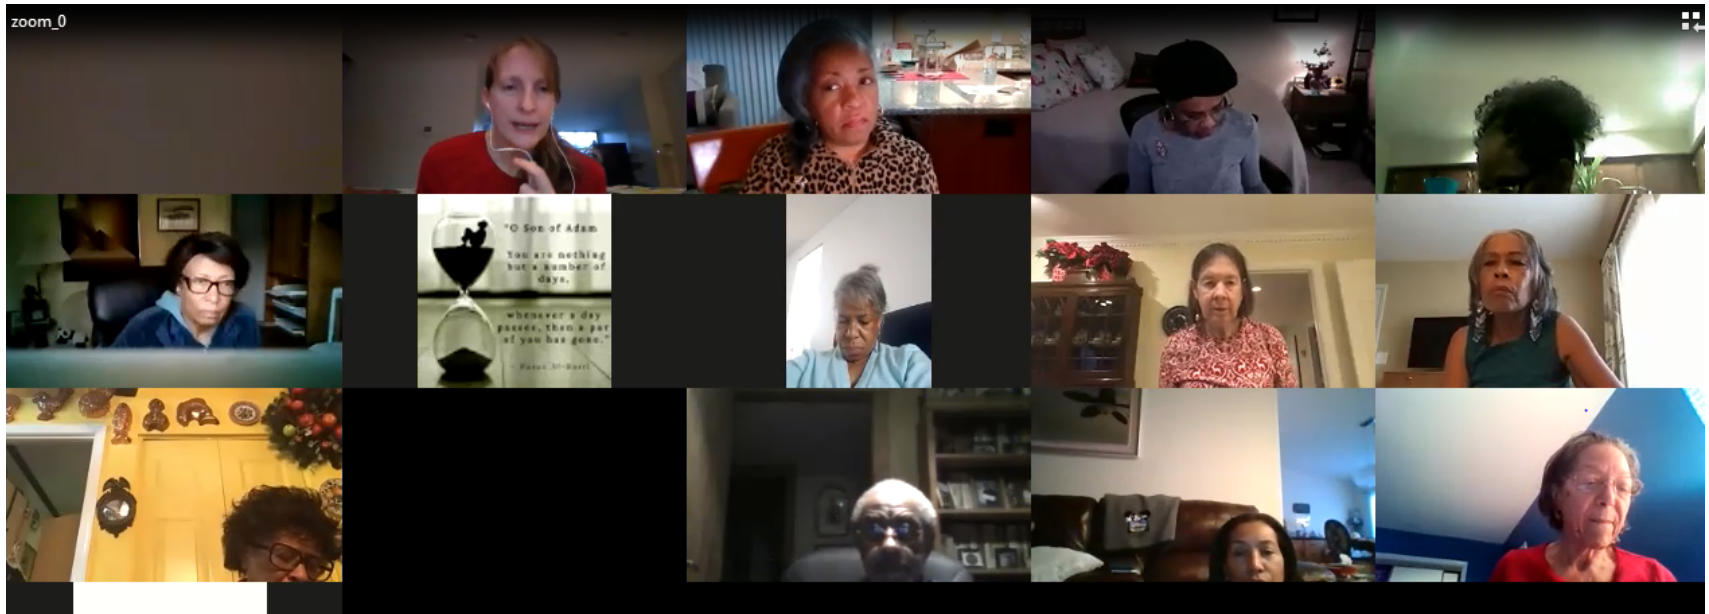 zoom_0
"O Son of Adam
You are nothing
but a number of
days,
whenever a day
passes, then a part
of you has gone."